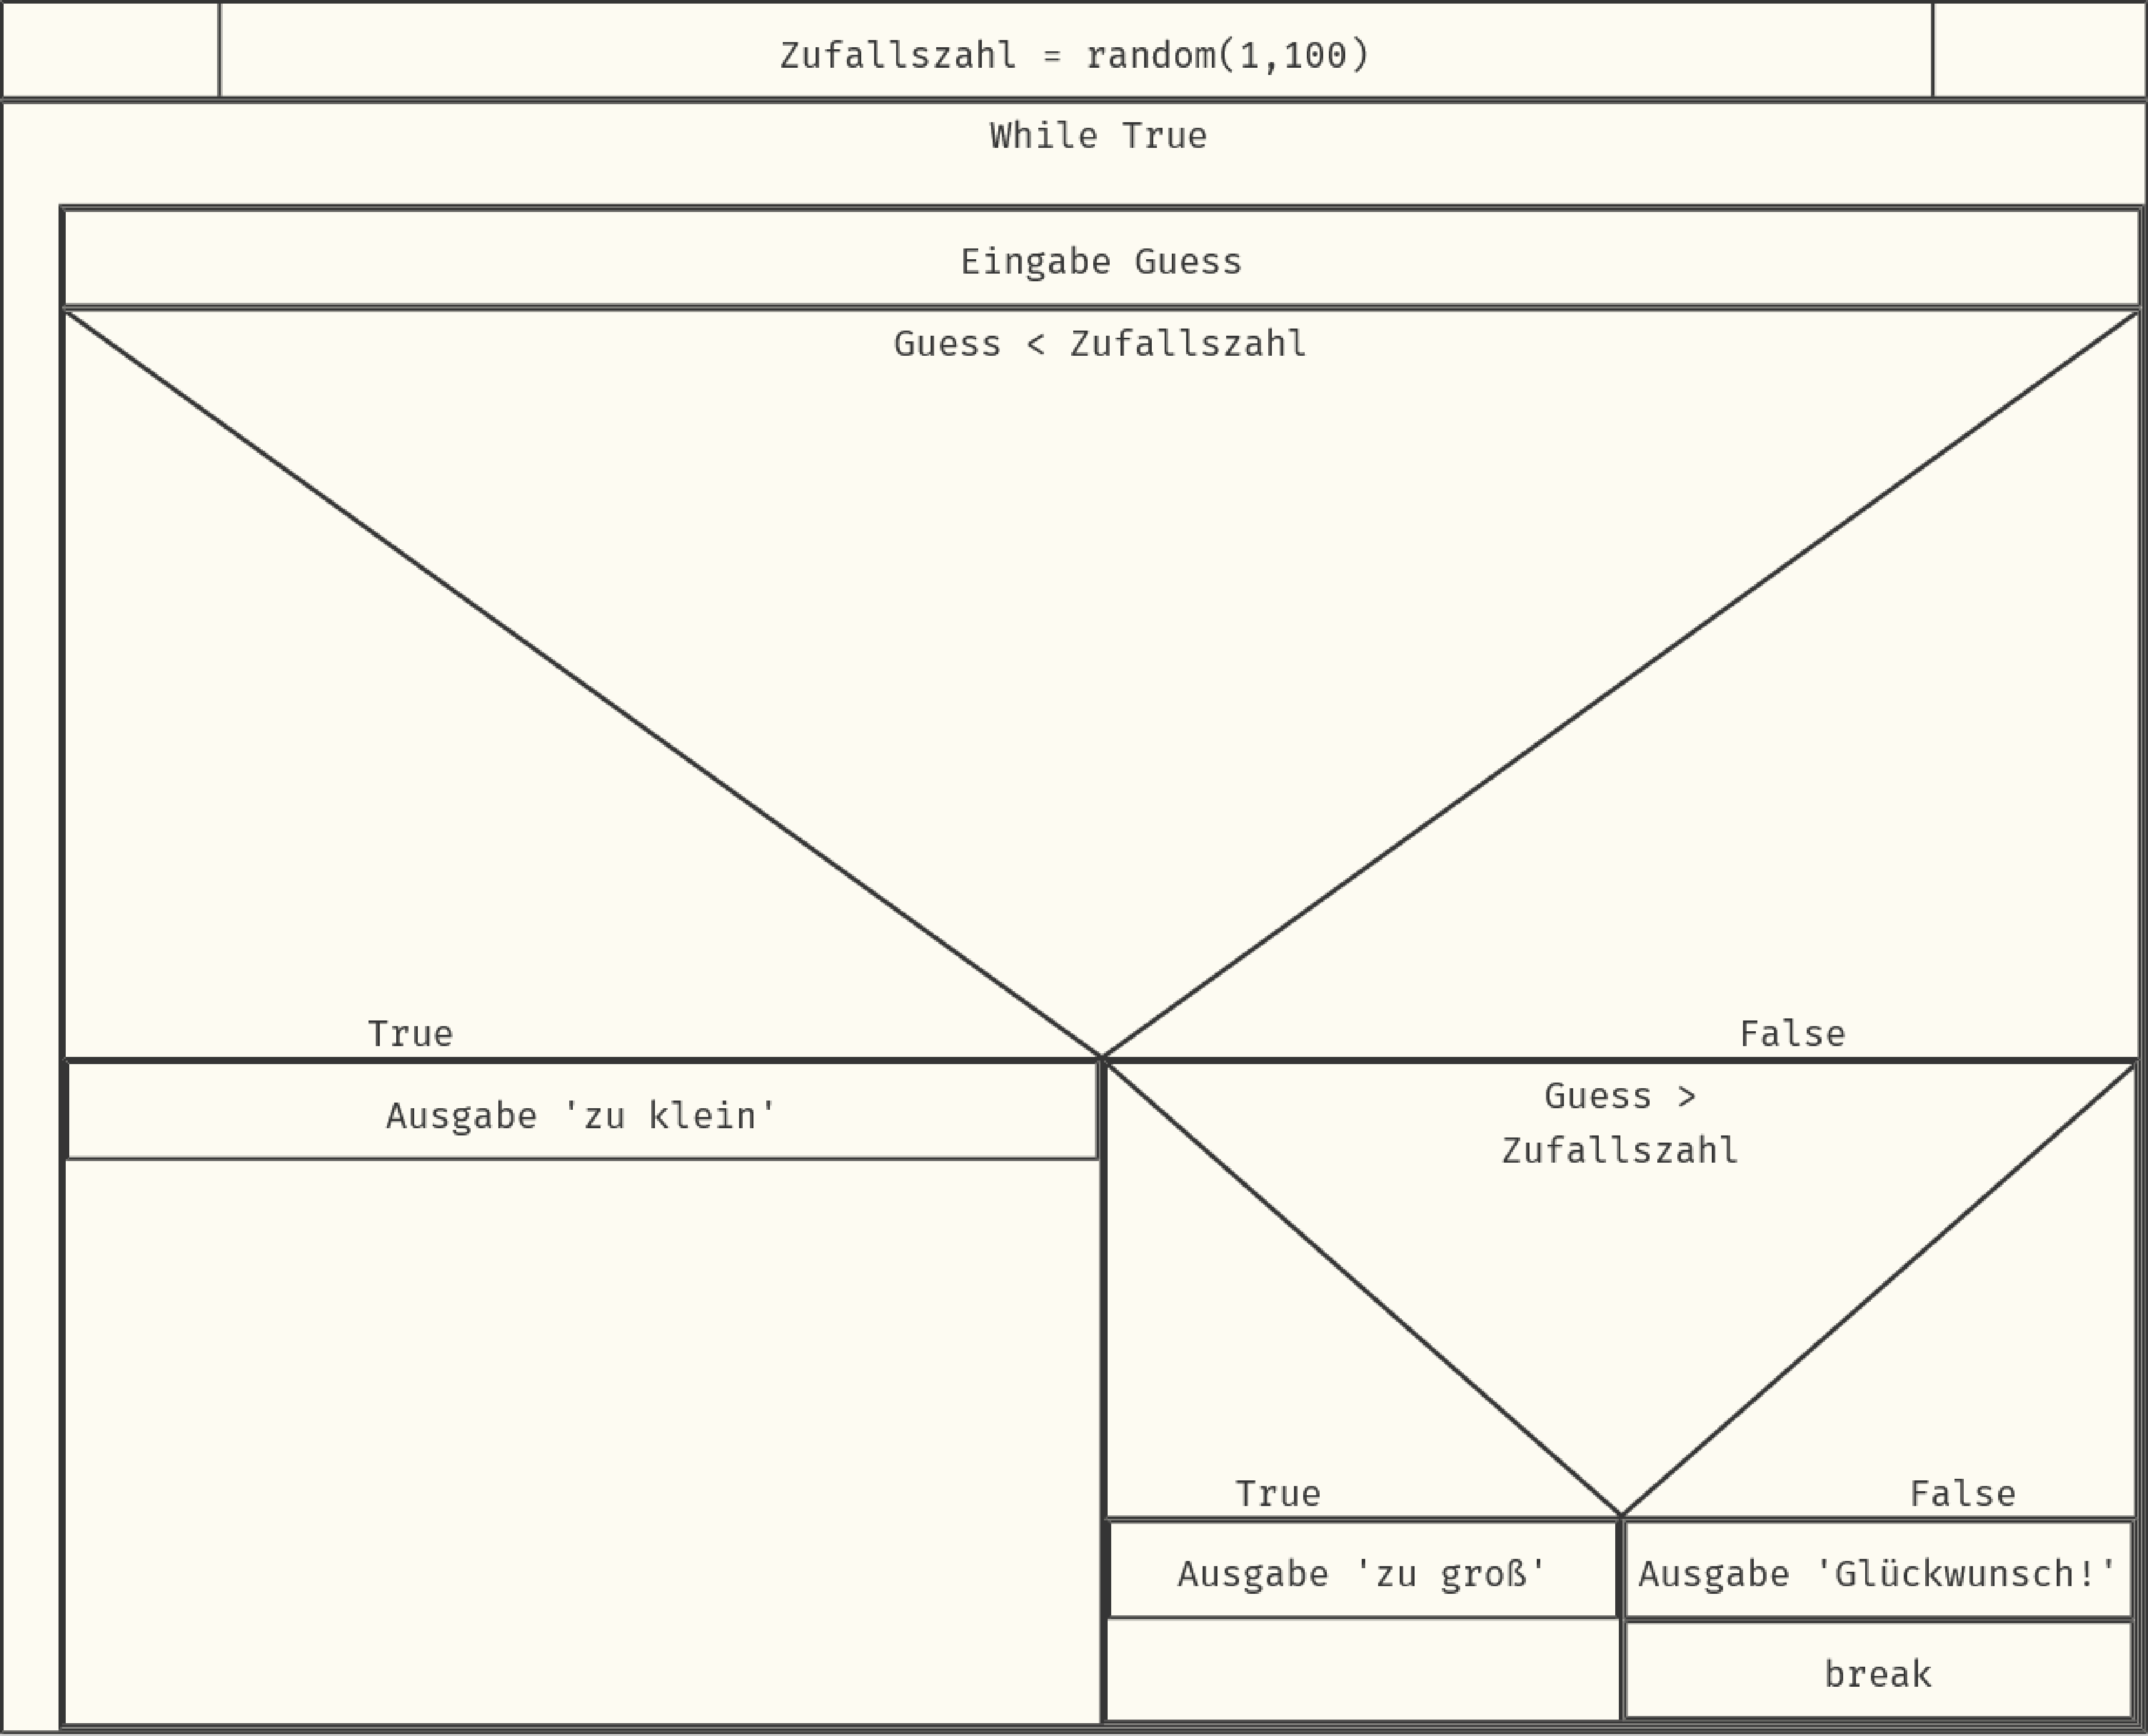 Zufallszahl = random(1,100)
While True
Eingabe Guess
Guess < Zufallszahl
True
False
Ausgabe 'zu klein'
Guess >
Zufallszahl
True
False
Ausgabe 'zu groß'
Ausgabe 'Glückwunsch!'
break